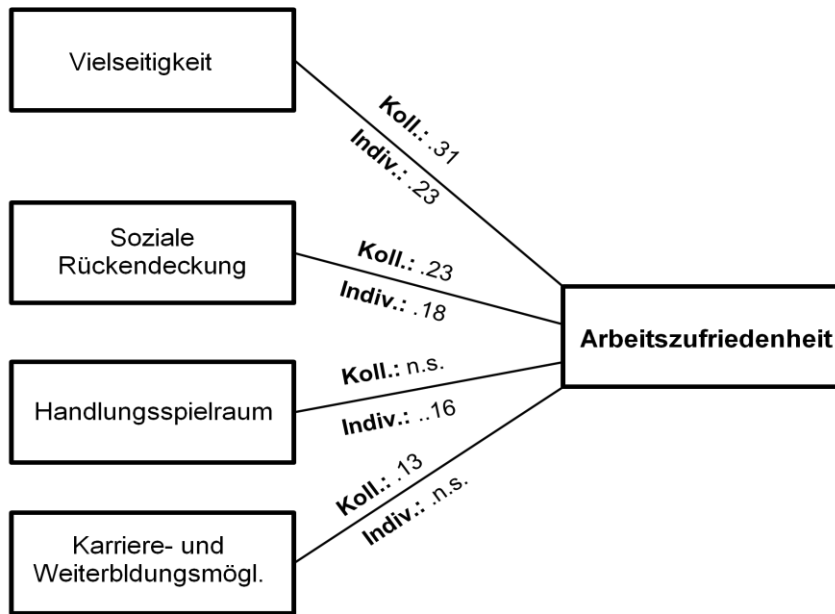 Vielseitigkeit
Koll.: .31
Indiv.: .23
Soziale
Rückendeckung
Koll.: .23
Indiv.: .18
Arbeitszufriedenheit
Koll.: n.s.
Handlungsspielraum
Indiv.: ..16
Koll.: .13
Indiv.: .n.s.
Karriere- und
Weiterbldungsmögl.